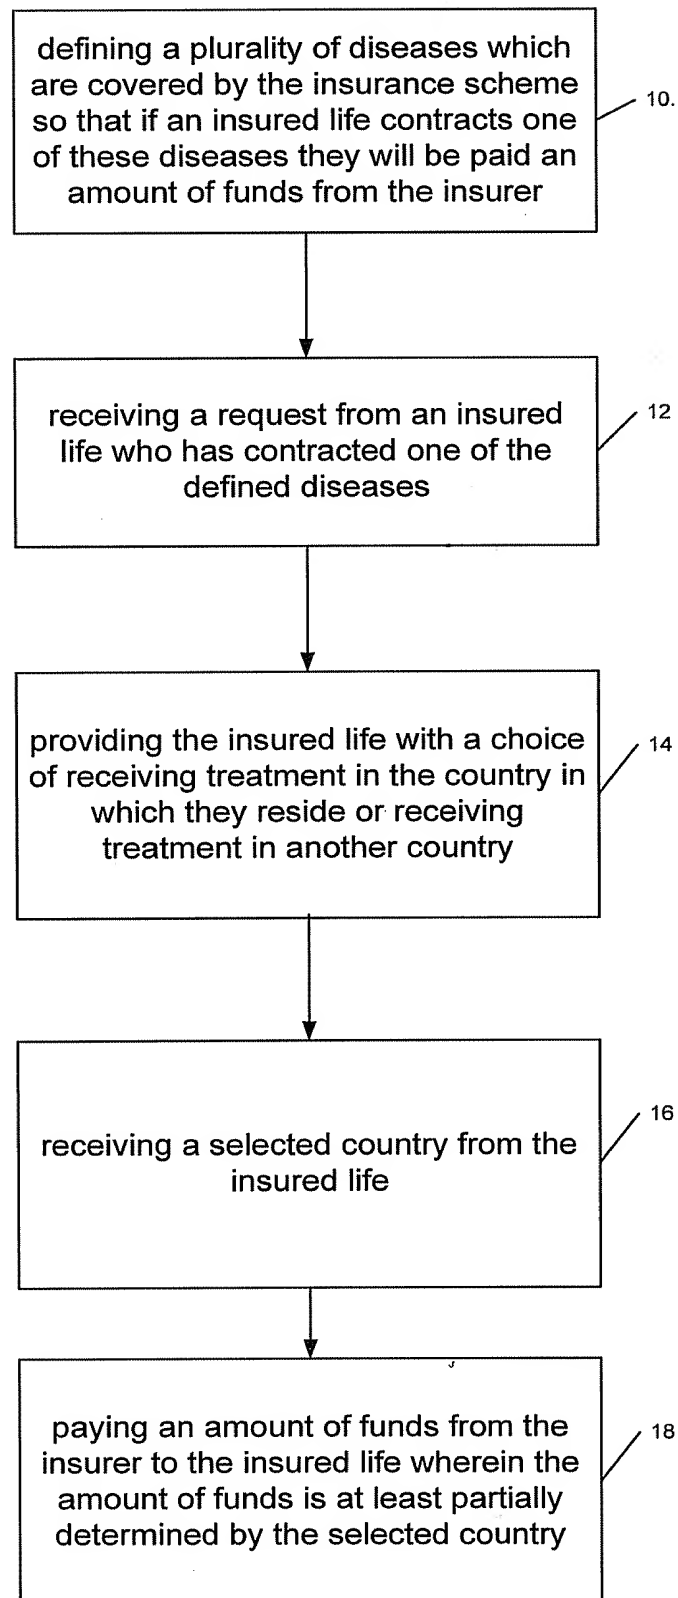 defining a plurality of diseases which
are covered by the insurance scheme
so that if an insured life contracts one
of these diseases they will be paid an
amount of funds from the insurer
10.
receiving a request from an insured
life who has contracted one of the
defined diseases
12
providing the insured life with a choice
of receiving treatment in the country in
which they reside or receiving
treatment in another country
14
receiving a selected country from the
insured life
16
paying an amount of funds from the
insurer to the insured life wherein the
amount of funds is at least partially
determined by the selected country
18